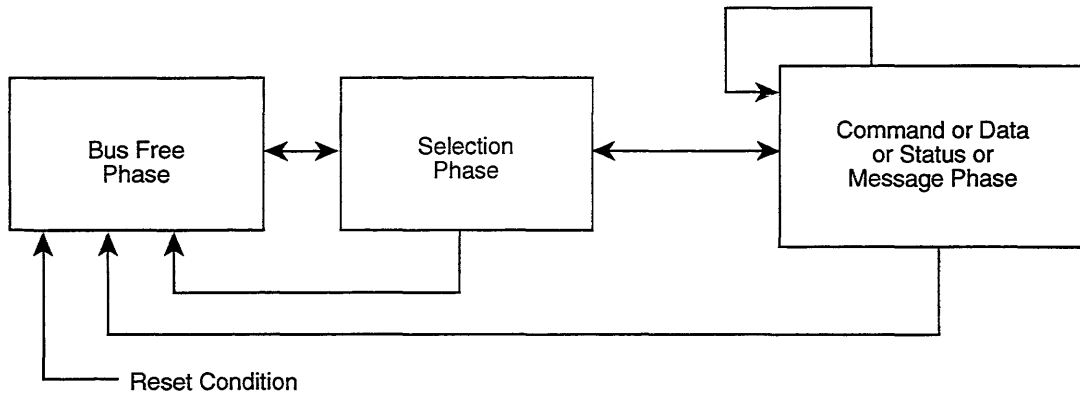 Bus Free
Phase
Selection
Phase
Command or Data
or Status or
Message Phase
Reset Condition